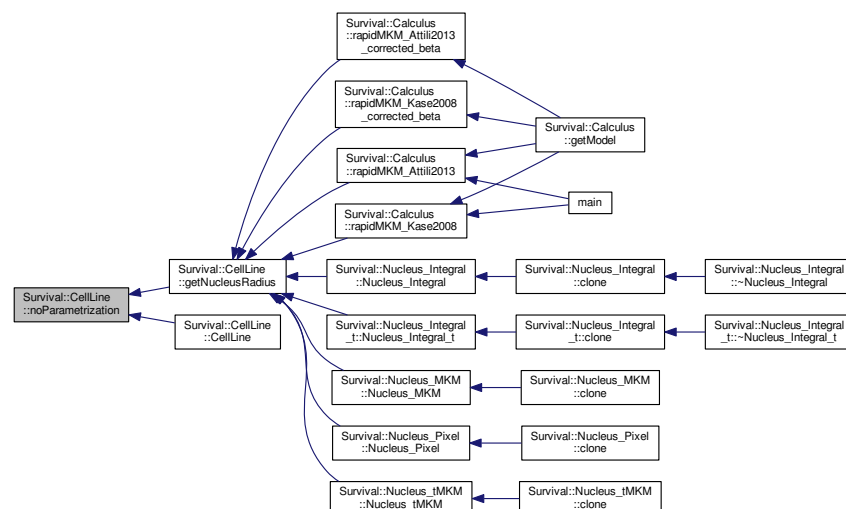 Survival::Calculus
::rapidMKM_Attili2013
_corrected_beta
Survival::Calculus
::rapidMKM_Kase2008
_corrected_beta
Survival::Calculus
::getModel
Survival::Calculus
::rapidMKM_Attili2013
main
Survival::Calculus
::rapidMKM_Kase2008
Survival::CellLine
::noParametrization
Survival::CellLine
::getNucleusRadius
Survival::CellLine
::CellLine
Survival::Nucleus_Integral
::Nucleus_Integral
Survival::Nucleus_Integral
::clone
Survival::Nucleus_Integral
::~Nucleus_Integral
Survival::Nucleus_Integral
_t::Nucleus_Integral_t
Survival::Nucleus_Integral
_t::clone
Survival::Nucleus_Integral
_t::~Nucleus_Integral_t
Survival::Nucleus_MKM
::Nucleus_MKM
Survival::Nucleus_MKM
::clone
Survival::Nucleus_Pixel
::Nucleus_Pixel
Survival::Nucleus_Pixel
::clone
Survival::Nucleus_tMKM
::Nucleus_tMKM
Survival::Nucleus_tMKM
::clone